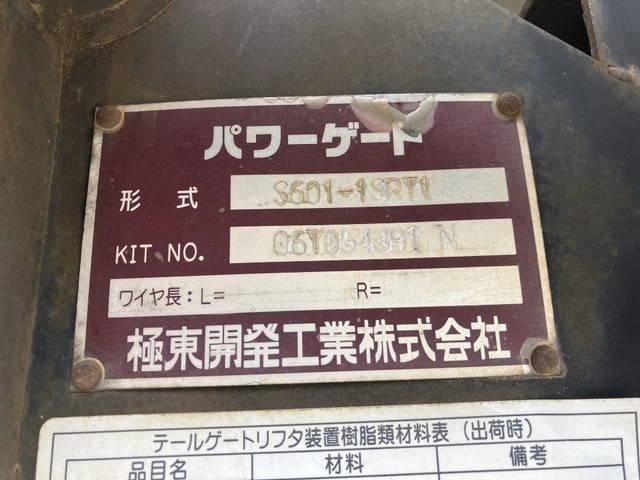 パワーゲート
形式 S601-1SRT1
KIT NO. 06T054391 N
ワイヤ長:L= R=
極東開発工業株式会社
テールゲートリフタ装置樹脂類材料表(出荷時)
品目名 材料 備考